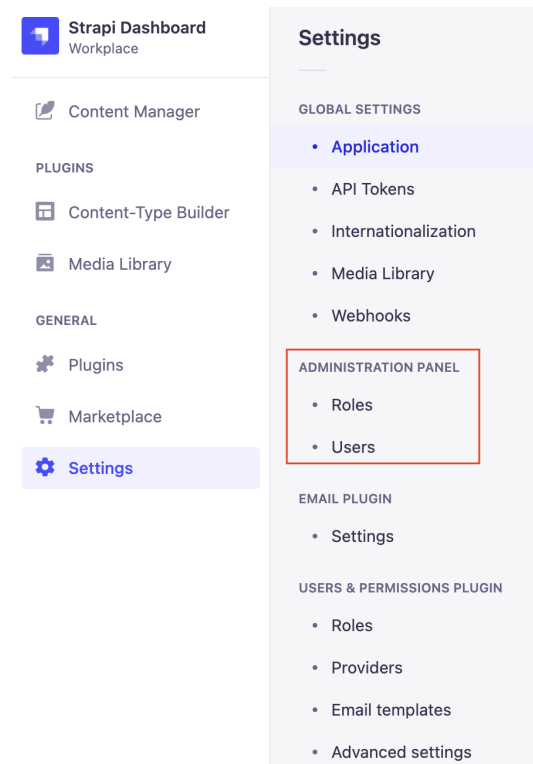 Strapi Dashboard
Workplace
Content Manager
PLUGINS
Content-Type Builder
Media Library
GENERAL
Plugins
Marketplace
Settings
Settings
GLOBAL SETTINGS
Application
API Tokens
Internationalization
Media Library
Webhooks
ADMINISTRATION PANEL
Roles
Users
EMAIL PLUGIN
Settings
USERS & PERMISSIONS PLUGIN
Roles
Providers
Email templates
Advanced settings